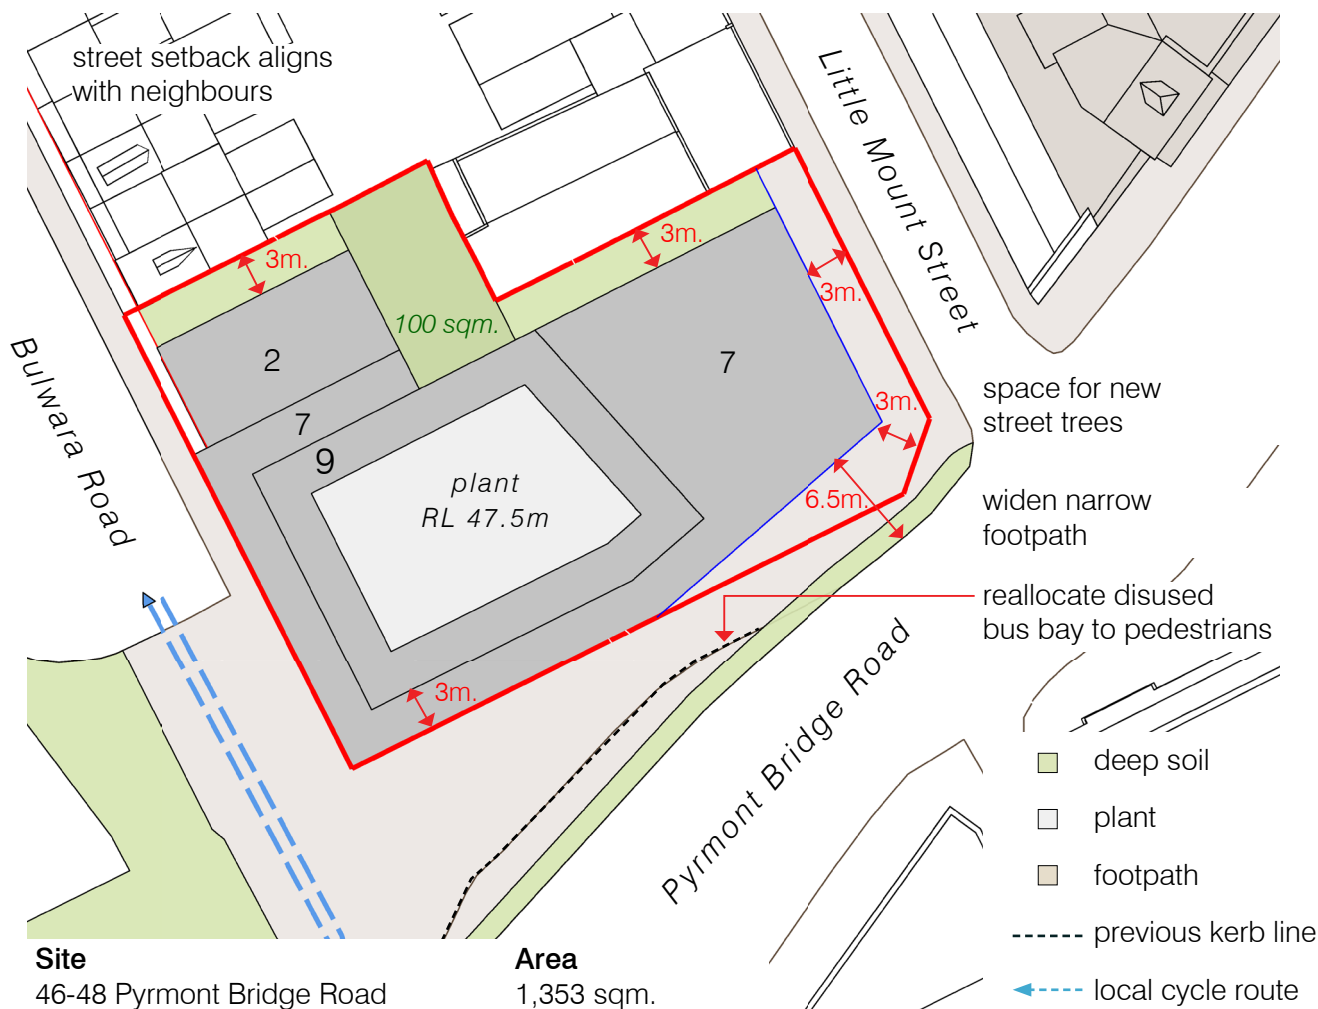 street setback aligns
with neighbours
Little Mount Street
3m.
3m.
3m.
100 sqm.
2
7
7
9
Bulwara Road
plant
RL 47.5m
3m.
6.5m.
3m.
space for new
street trees
widen narrow
footpath
reallocate disused
bus bay to pedestrians
Pyrmont Bridge Road
deep soil
plant
footpath
previous kerb line
local cycle route
Site
46-48 Pyrmont Bridge Road
Area
1,353 sqm.